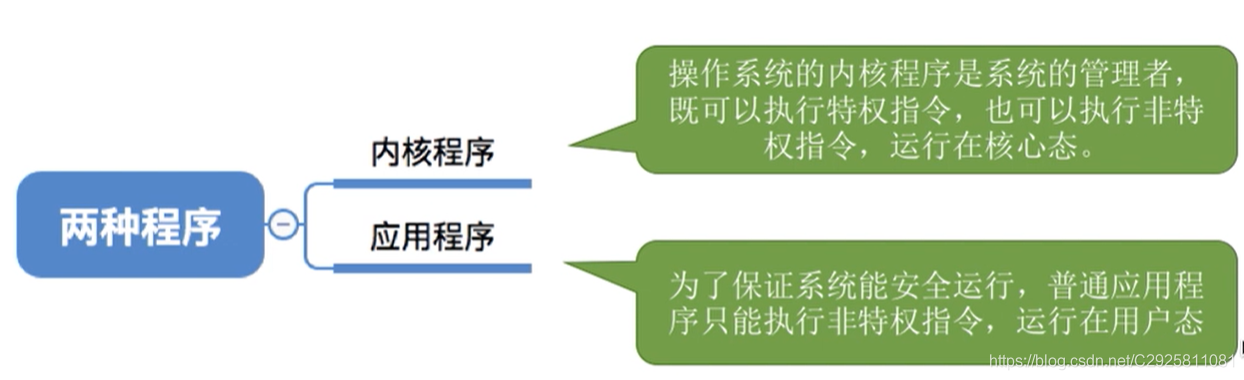 操作系统的内核程序是系统的管理者，
既可以执行特权指令，也可以执行非特
权指令，运行在核心态。
内核程序
两种程序
应用程序
为了保证系统能安全运行，普通应用程
序只能执行非特权指令，运行在用户态
https://blog.csdn.net/C2925811081